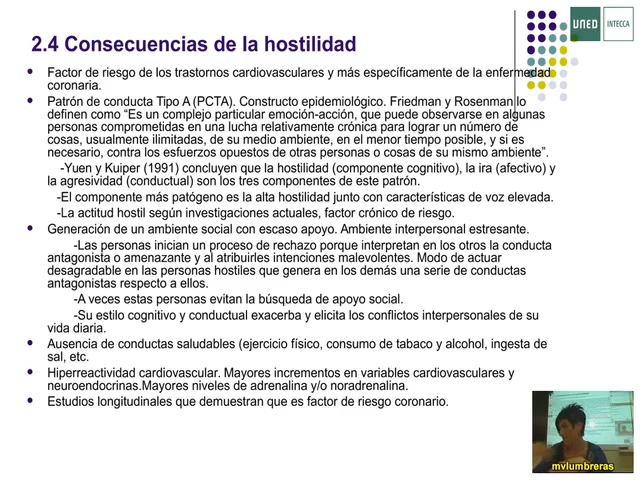 UNED
INTECCA
2.4 Consecuencias de la hostilidad
Factor de riesgo de los trastornos cardiovasculares y más específicamente de la enfermedad
coronaria.
Patrón de conducta Tipo A (PCTA). Constructo epidemiológico. Friedman y Rosenman lo
definen como “Es un complejo particular emoción-acción, que puede observarse en algunas
personas comprometidas en una lucha relativamente crónica para lograr un número de
cosas, usualmente ilimitadas, de su medio ambiente, en el menor tiempo posible, y si es
necesario, contra los esfuerzos opuestos de otras personas o cosas de su mismo ambiente”.
-Yuen y Kuiper (1991) concluyen que la hostilidad (componente cognitivo), la ira (afectivo) y
la agresividad (conductual) son los tres componentes de este patrón.
-El componente más patógeno es la alta hostilidad junto con características de voz elevada.
-La actitud hostil según investigaciones actuales, factor crónico de riesgo.
Generación de un ambiente social con escaso apoyo. Ambiente interpersonal estresante.
-Las personas inician un proceso de rechazo porque interpretan en los otros la conducta
antagonista o amenazante y al atribuirles intenciones malevolentes. Modo de actuar
desagradable en las personas hostiles que genera en los demás una serie de conductas
antagonistas respecto a ellos.
-A veces estas personas evitan la búsqueda de apoyo social.
-Su estilo cognitivo y conductual exacerba y elicita los conflictos interpersonales de su
vida diaria.
Ausencia de conductas saludables (ejercicio físico, consumo de tabaco y alcohol, ingesta de
sal, etc.
Hiperreactividad cardiovascular. Mayores incrementos en variables cardiovasculares y
neuroendocrinas.Mayores niveles de adrenalina y/o noradrenalina.
Estudios longitudinales que demuestran que es factor de riesgo coronario.
mvlumbreras